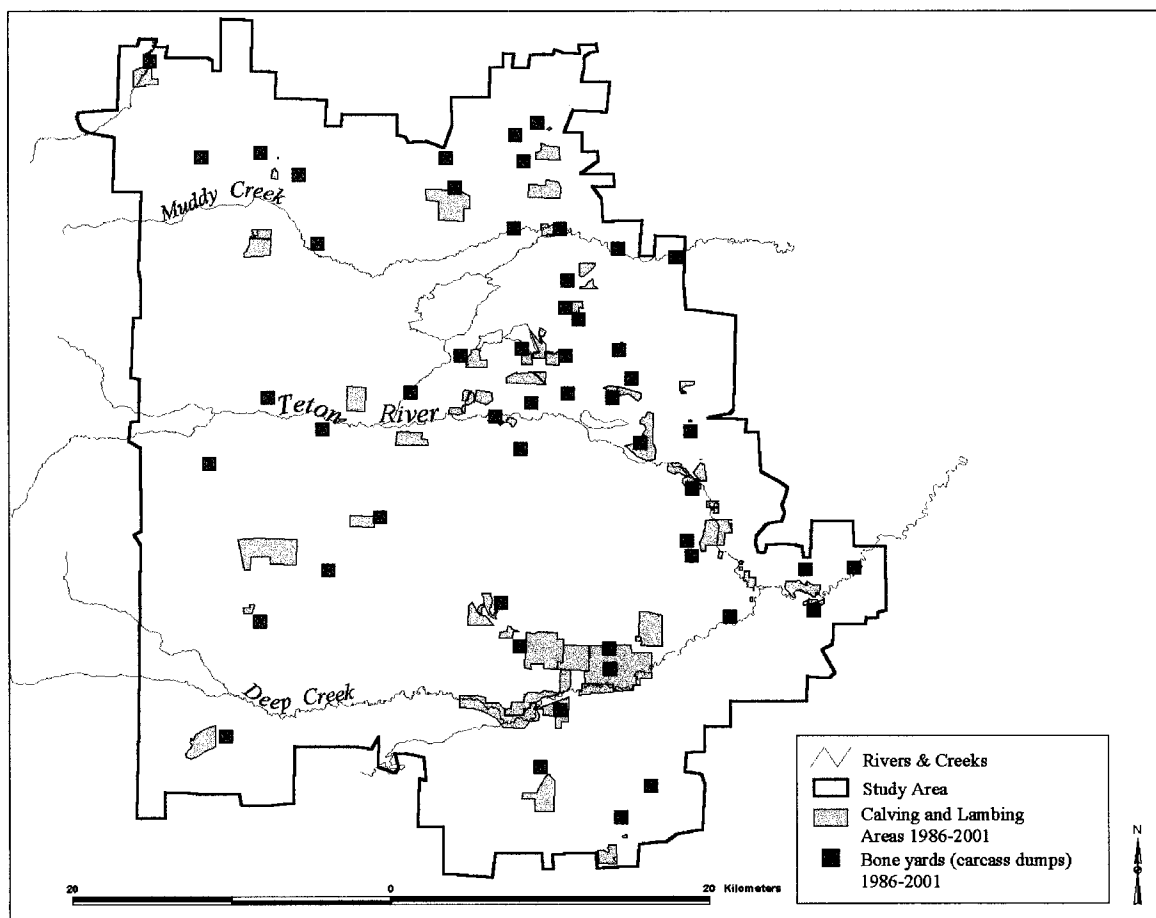 Muddy Creek
Teton River
Deep Creek
Rivers & Creeks
Study Area
Calving and Lambing
Areas 1986-2001
Bone yards (carcass dumps)
1986-2001
N
20 0 20 Kilometers